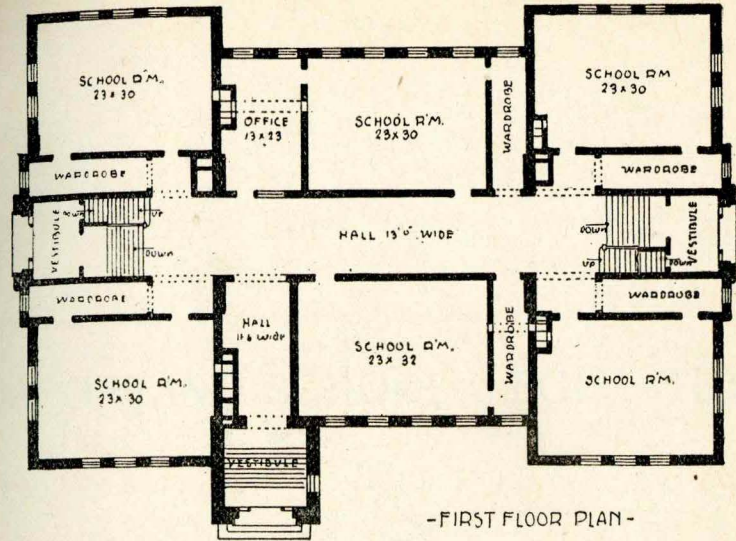 SCHOOL R'M.
23 x 30
OFFICE
13 x 23
SCHOOL R'M.
23 x 30
WARDROBE
SCHOOL R'M
23 x 30
WARDROBE
WARDROBE
VESTIBULE
DOWN
UP
DOWN
HALL 13'0" WIDE
DOWN
UP
DOWN
VESTIBULE
WARDROBE
WARDROBE
HALL
11'6 WIDE
SCHOOL R'M.
23 x 32
WARDROBE
SCHOOL R'M.
23 x 30
SCHOOL R'M.
VESTIBULE
-FIRST FLOOR PLAN-